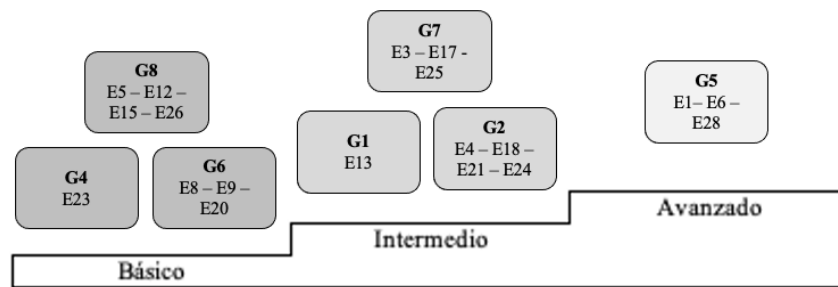 G7
E3 – E17 -
E25
G8
E5 – E12 –
E15 – E26
G5
E1– E6 –
E28
G1
E13
G2
E4 – E18 –
E21 – E24
G4
E23
G6
E8 – E9 –
E20
Avanzado
Intermedio
Básico